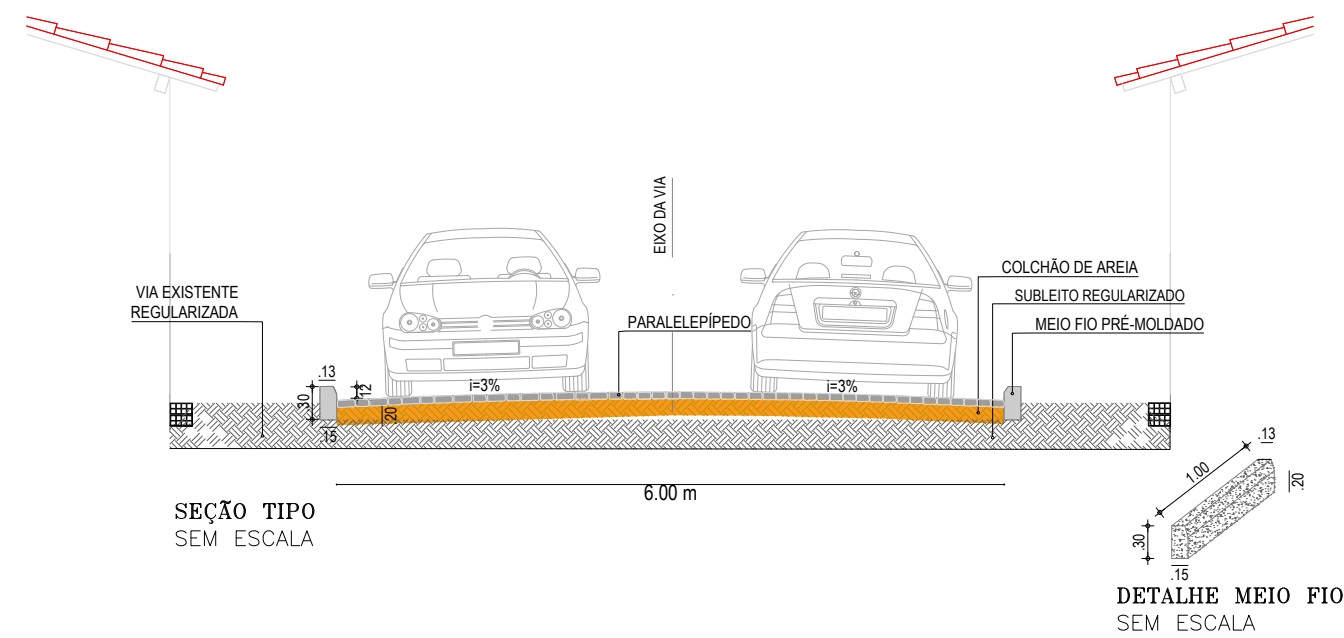 EIXO DA VIA
VIA EXISTENTE
REGULARIZADA
PARALELEPÍPEDO
COLCHÃO DE AREIA
SUBLEITO REGULARIZADO
MEIO FIO PRÉ-MOLDADO
.13
.30
.12
i=3%
i=3%
.20
.15
6.00 m
SEÇÃO TIPO
SEM ESCALA
.13
1.00
.20
.30
.15
DETALHE MEIO FIO
SEM ESCALA